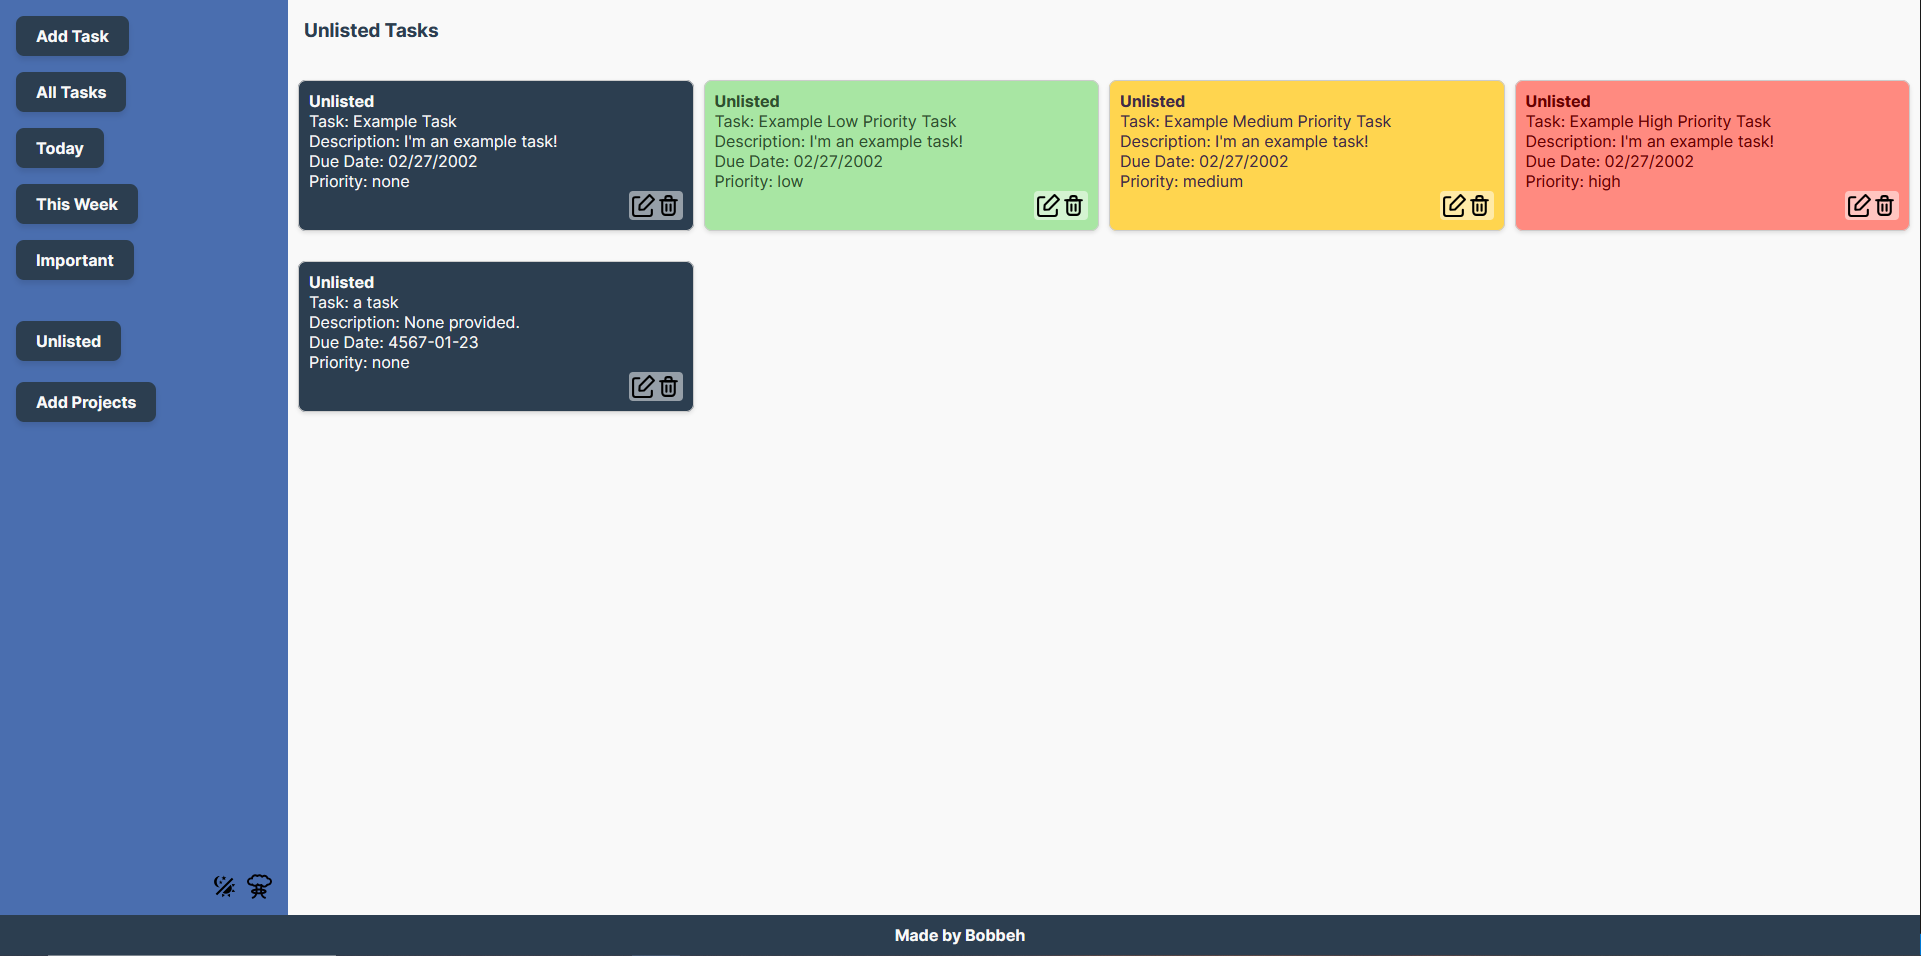 Add Task
All Tasks
Today
This Week
Important
Unlisted
Add Projects
Unlisted Tasks
Unlisted
Task: Example Task
Description: I'm an example task!
Due Date: 02/27/2002
Priority: none
Unlisted
Task: Example Low Priority Task
Description: I'm an example task!
Due Date: 02/27/2002
Priority: low
Unlisted
Task: Example Medium Priority Task
Description: I'm an example task!
Due Date: 02/27/2002
Priority: medium
Unlisted
Task: Example High Priority Task
Description: I'm an example task!
Due Date: 02/27/2002
Priority: high
Unlisted
Task: a task
Description: None provided.
Due Date: 4567-01-23
Priority: none
Made by Bobbeh